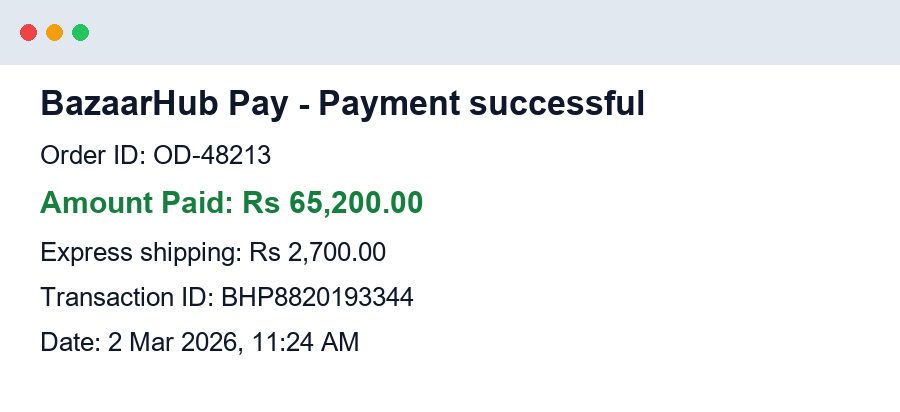 BazaarHub Pay - Payment successful
Order ID: OD-48213
Amount Paid: Rs 65,200.00
Express shipping: Rs 2,700.00
Transaction ID: BHP8820193344
Date: 2 Mar 2026, 11:24 AM